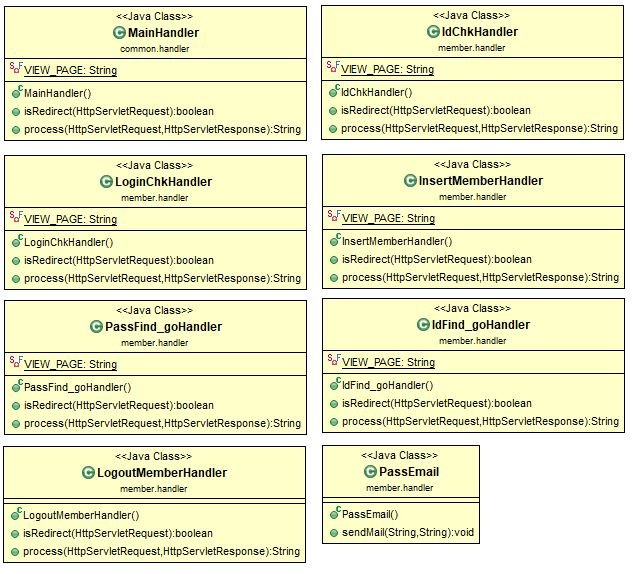 <<Java Class>>
MainHandler
common.handler
VIEW_PAGE: String
MainHandler()
isRedirect(HttpServletRequest):boolean
process(HttpServletRequest,HttpServletResponse):String
<<Java Class>>
IdChkHandler
member.handler
VIEW_PAGE: String
IdChkHandler()
isRedirect(HttpServletRequest):boolean
process(HttpServletRequest,HttpServletResponse):String
<<Java Class>>
LoginChkHandler
member.handler
VIEW_PAGE: String
LoginChkHandler()
isRedirect(HttpServletRequest):boolean
process(HttpServletRequest,HttpServletResponse):String
<<Java Class>>
InsertMemberHandler
member.handler
VIEW_PAGE: String
InsertMemberHandler()
isRedirect(HttpServletRequest):boolean
process(HttpServletRequest,HttpServletResponse):String
<<Java Class>>
PassFind_goHandler
member.handler
VIEW_PAGE: String
PassFind_goHandler()
isRedirect(HttpServletRequest):boolean
process(HttpServletRequest,HttpServletResponse):String
<<Java Class>>
IdFind_goHandler
member.handler
VIEW_PAGE: String
IdFind_goHandler()
isRedirect(HttpServletRequest):boolean
process(HttpServletRequest,HttpServletResponse):String
<<Java Class>>
LogoutMemberHandler
member.handler
LogoutMemberHandler()
isRedirect(HttpServletRequest):boolean
process(HttpServletRequest,HttpServletResponse):String
<<Java Class>>
PassEmail
member.handler
PassEmail()
sendMail(String,String):void